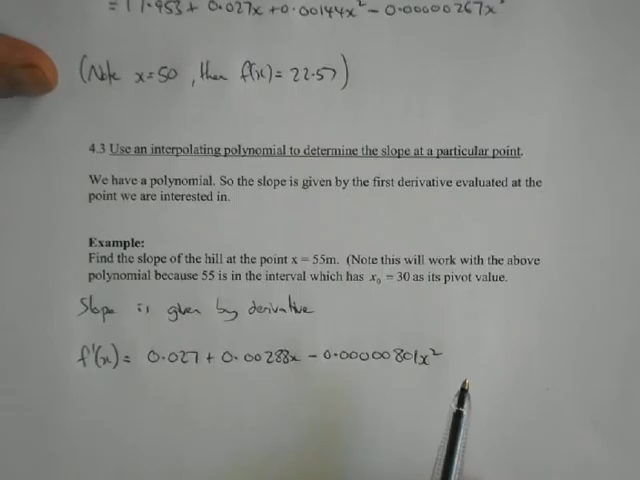 = 17.953 + 0.027x + 0.00144x² - 0.00000267x³
(Note x=50, then f(x) = 22.57)
4.3 Use an interpolating polynomial to determine the slope at a particular point.
We have a polynomial. So the slope is given by the first derivative evaluated at the
point we are interested in.
Example:
Find the slope of the hill at the point x = 55m. (Note this will work with the above
polynomial because 55 is in the interval which has x₀ = 30 as its pivot value.
Slope is given by derivative
f'(x) = 0.027 + 0.00288x - 0.00000801x²